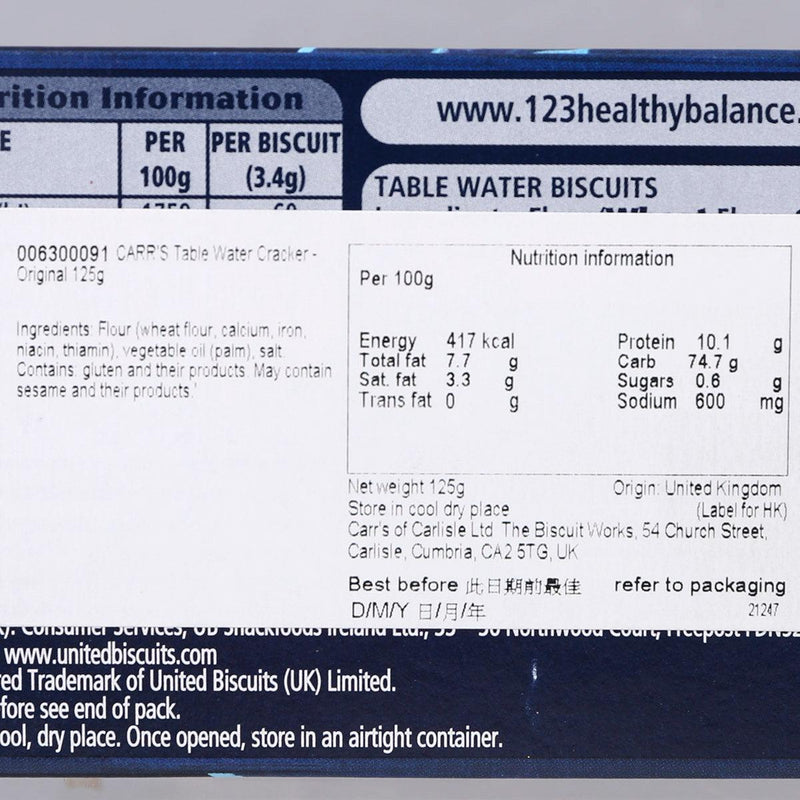 rition Information
E PER PER BISCUIT
100g (3.4g)
www.123healthybalance.
TABLE WATER BISCUITS
006300091 CARR'S Table Water Cracker -
Original 125g
Ingredients: Flour (wheat flour, calcium, iron,
niacin, thiamin), vegetable oil (palm), salt.
Contains: gluten and their products. May contain
sesame and their products.'
Nutrition information
Per 100g
Energy 417 kcal Protein 10.1 g
Total fat 7.7 g Carb 74.7 g
Sat. fat 3.3 g Sugars 0.6 g
Trans fat 0 g Sodium 600 mg
Net weight 125g Origin: United Kingdom
Store in cool dry place (Label for HK)
Carr's of Carlisle Ltd The Biscuit Works, 54 Church Street,
Carlisle, Cumbria, CA2 5TG, UK
Best before 此日期前最佳 refer to packaging
D/M/Y 日/月/年 21247
www.unitedbiscuits.com
red Trademark of United Biscuits (UK) Limited.
fore see end of pack.
ool, dry place. Once opened, store in an airtight container.